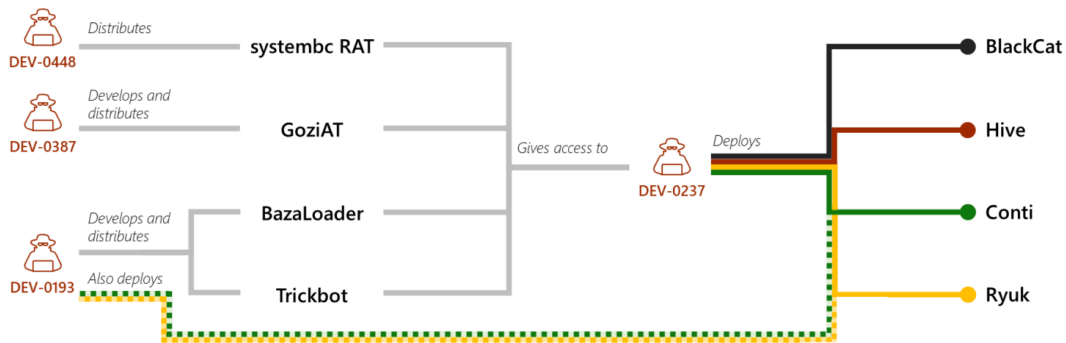 Distributes
systembc RAT
DEV-0448
BlackCat
Develops and
distributes
GoziAT
DEV-0387
Gives access to
Deploys
DEV-0237
Hive
Develops and
distributes
BazaLoader
Conti
Also deploys
DEV-0193
Trickbot
Ryuk